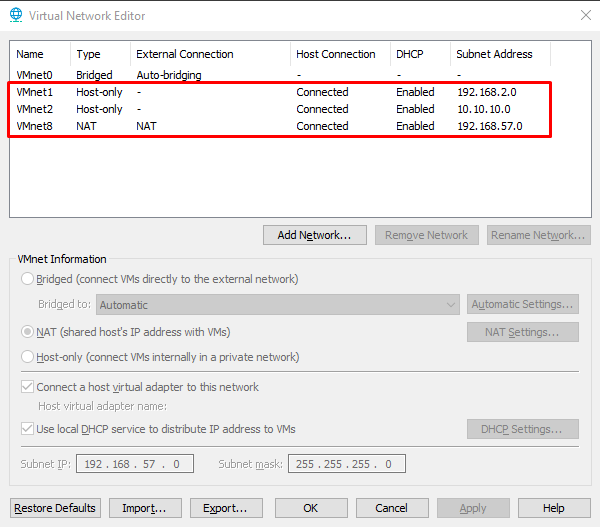 Virtual Network Editor
Name Type External Connection Host Connection DHCP Subnet Address
VMnet0 Bridged Auto-bridging - - -
VMnet1 Host-only - Connected Enabled 192.168.2.0
VMnet2 Host-only - Connected Enabled 10.10.10.0
VMnet8 NAT NAT Connected Enabled 192.168.57.0
Add Network... Remove Network Rename Network...
VMnet Information
Bridged (connect VMs directly to the external network)
Bridged to: Automatic Automatic Settings...
NAT (shared host's IP address with VMs) NAT Settings...
Host-only (connect VMs internally in a private network)
Connect a host virtual adapter to this network
Host virtual adapter name:
Use local DHCP service to distribute IP address to VMs DHCP Settings...
Subnet IP: 192 . 168 . 57 . 0 Subnet mask: 255 . 255 . 255 . 0
Restore Defaults Import... Export... OK Cancel Apply Help